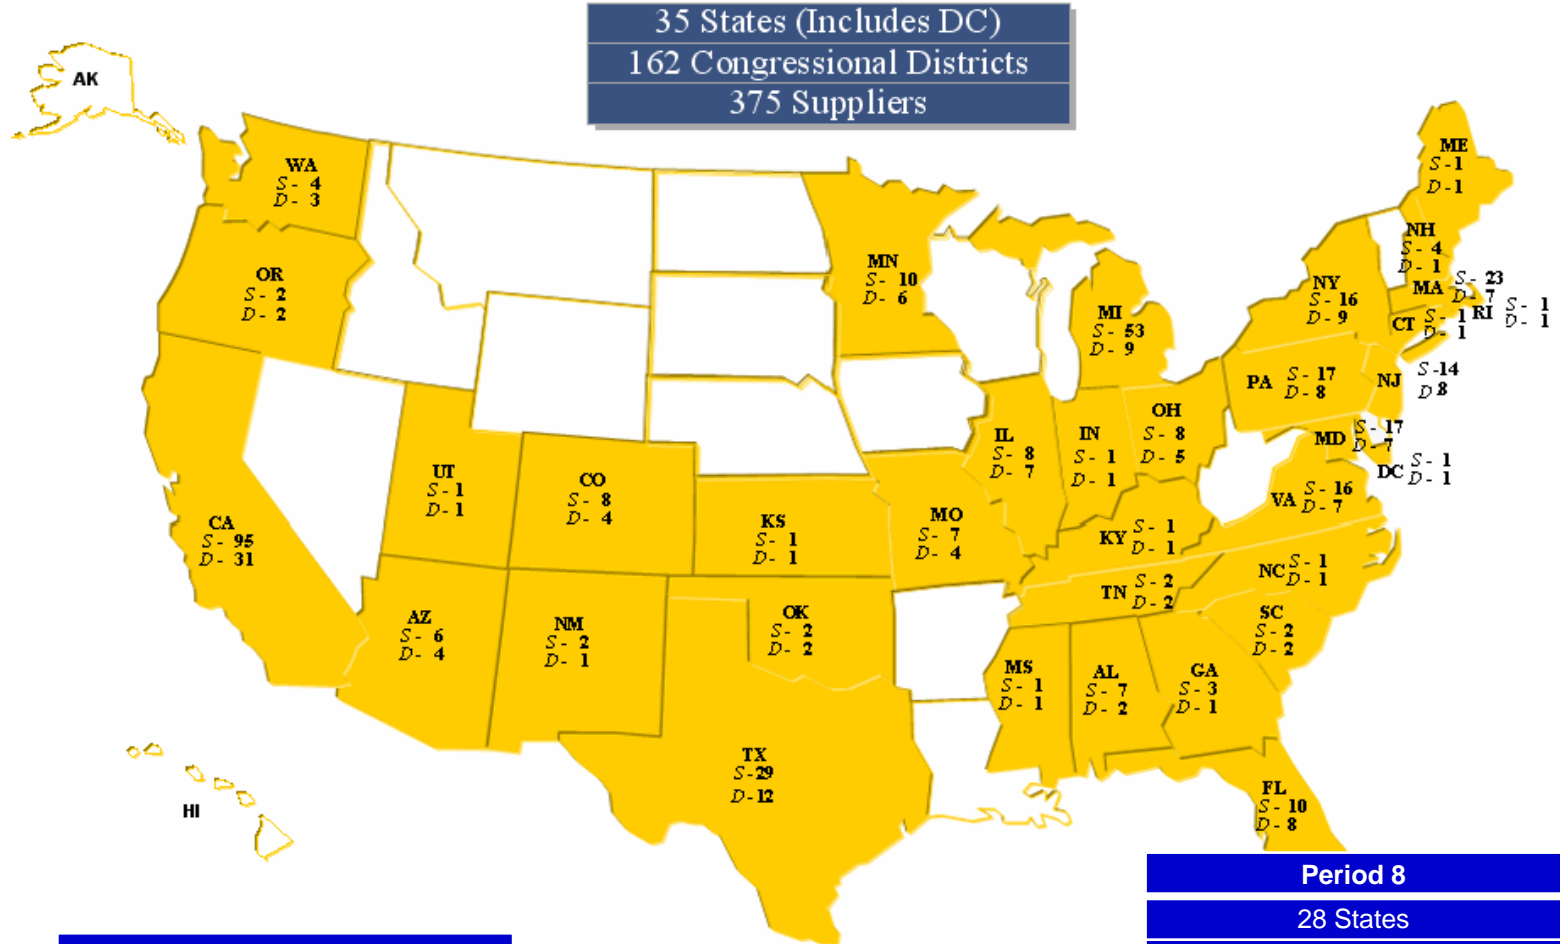 35 States (Includes DC)
162 Congressional Districts
375 Suppliers
AK
WA
S - 4
D - 3
OR
S - 2
D - 2
CA
S - 95
D - 31
UT
S - 1
D - 1
CO
S - 8
D - 4
AZ
S - 6
D - 4
NM
S - 2
D - 1
KS
S - 1
D - 1
OK
S - 2
D - 2
TX
S -29
D -12
MN
S - 10
D - 6
MO
S - 7
D - 4
IL
S - 8
D - 7
MI
S - 53
D - 9
IN
S - 1
D - 1
OH
S - 8
D - 5
KY S - 1
D - 1
TN S - 2
D - 2
MS
S - 1
D - 1
AL
S - 7
D - 2
GA
S - 3
D - 1
FL
S - 10
D - 8
SC
S - 2
D - 2
NC S - 1
D - 1
VA S - 16
D - 7
DC S - 1
D - 1
MD S - 17
D - 7
PA S - 17
D - 8
NJ S -14
D 8
NY
S - 16
D - 9
CT S - 1
D - 1
RI S - 1
D - 1
MA S - 23
D - 7
NH
S - 4
D - 1
ME
S -1
D -1
HI
Period 8
28 States